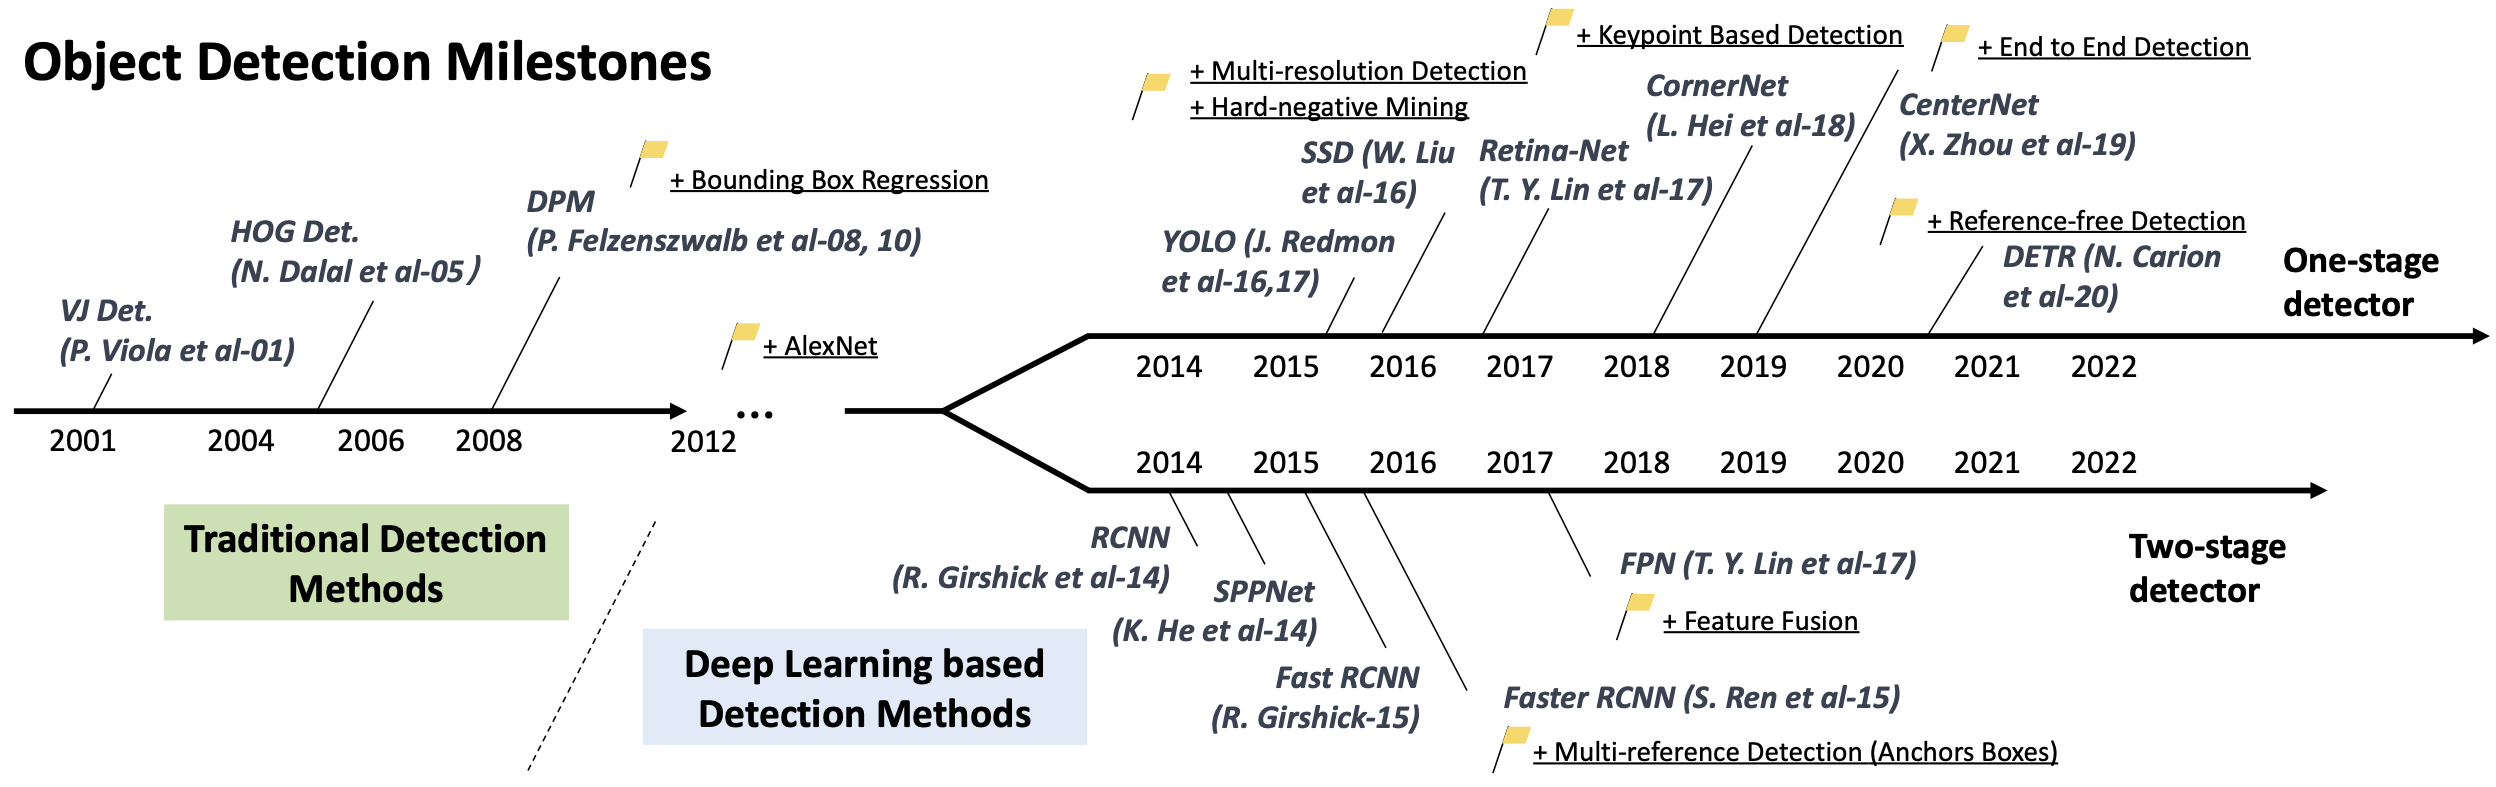 Object Detection Milestones
+ Bounding Box Regression
DPM
(P. Felzenszwalb et al-08, 10)
HOG Det.
(N. Dalal et al-05 )
VJ Det.
(P. Viola et al-01)
+ AlexNet
...
2001
2004
2006
2008
2012
Traditional Detection
Methods
Deep Learning based
Detection Methods
+ Multi-resolution Detection
+ Hard-negative Mining
+ Keypoint Based Detection
+ End to End Detection
YOLO (J. Redmon
et al-16,17)
SSD (W. Liu
et al-16)
Retina-Net
(T. Y. Lin et al-17)
CornerNet
(L. Hei et al-18)
CenterNet
(X. Zhou et al-19)
+ Reference-free Detection
DETR (N. Carion
et al-20)
One-stage
detector
2014
2015
2016
2017
2018
2019
2020
2021
2022
2014
2015
2016
2017
2018
2019
2020
2021
2022
RCNN
(R. Girshick et al-14)
SPPNet
(K. He et al-14)
Fast RCNN
(R. Girshick-15)
Faster RCNN (S. Ren et al-15)
+ Multi-reference Detection (Anchors Boxes)
FPN (T. Y. Lin et al-17)
+ Feature Fusion
Two-stage
detector